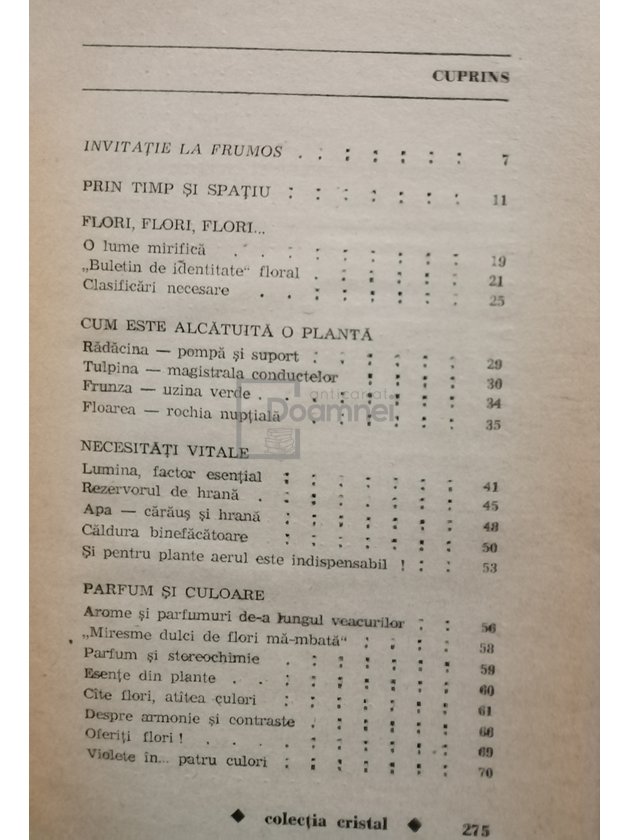 CUPRINS
INVITAȚIE LA FRUMOS 7
PRIN TIMP ȘI SPAȚIU 11
FLORI, FLORI, FLORI...
O lume mirifică 19
„Buletin de identitate“ floral 21
Clasificări necesare 25
CUM ESTE ALCĂTUITĂ O PLANTĂ
Rădăcina — pompă și suport 29
Tulpina — magistrala conductelor 30
Frunza — uzina verde 34
Floarea — rochia nupțială 35
anticariat
Doamnei
NECESITĂȚI VITALE
Lumina, factor esențial 41
Rezervorul de hrană 45
Apa — cărăuș și hrană 48
Căldura binefăcătoare 50
Și pentru plante aerul este indispensabil ! 53
PARFUM ȘI CULOARE
Arome și parfumuri de-a lungul veacurilor 56
„Miresme dulci de flori mă-mbată“ 58
Parfum și stereochimie 59
Esențe din plante 60
Cîte flori, atîtea culori 61
Despre armonie și contraste 66
Oferiți flori ! 69
Violete în... patru culori 70
◆ colecția cristal ◆ 275